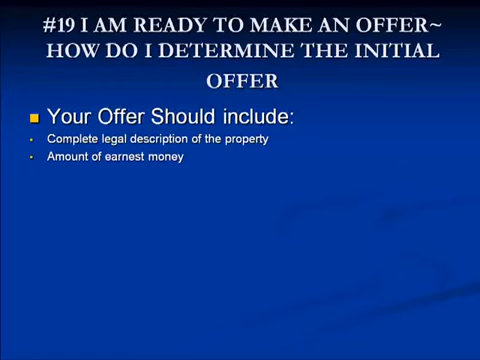 #19 I AM READY TO MAKE AN OFFER~
HOW DO I DETERMINE THE INITIAL
OFFER
Your Offer Should include:
Complete legal description of the property
Amount of earnest money